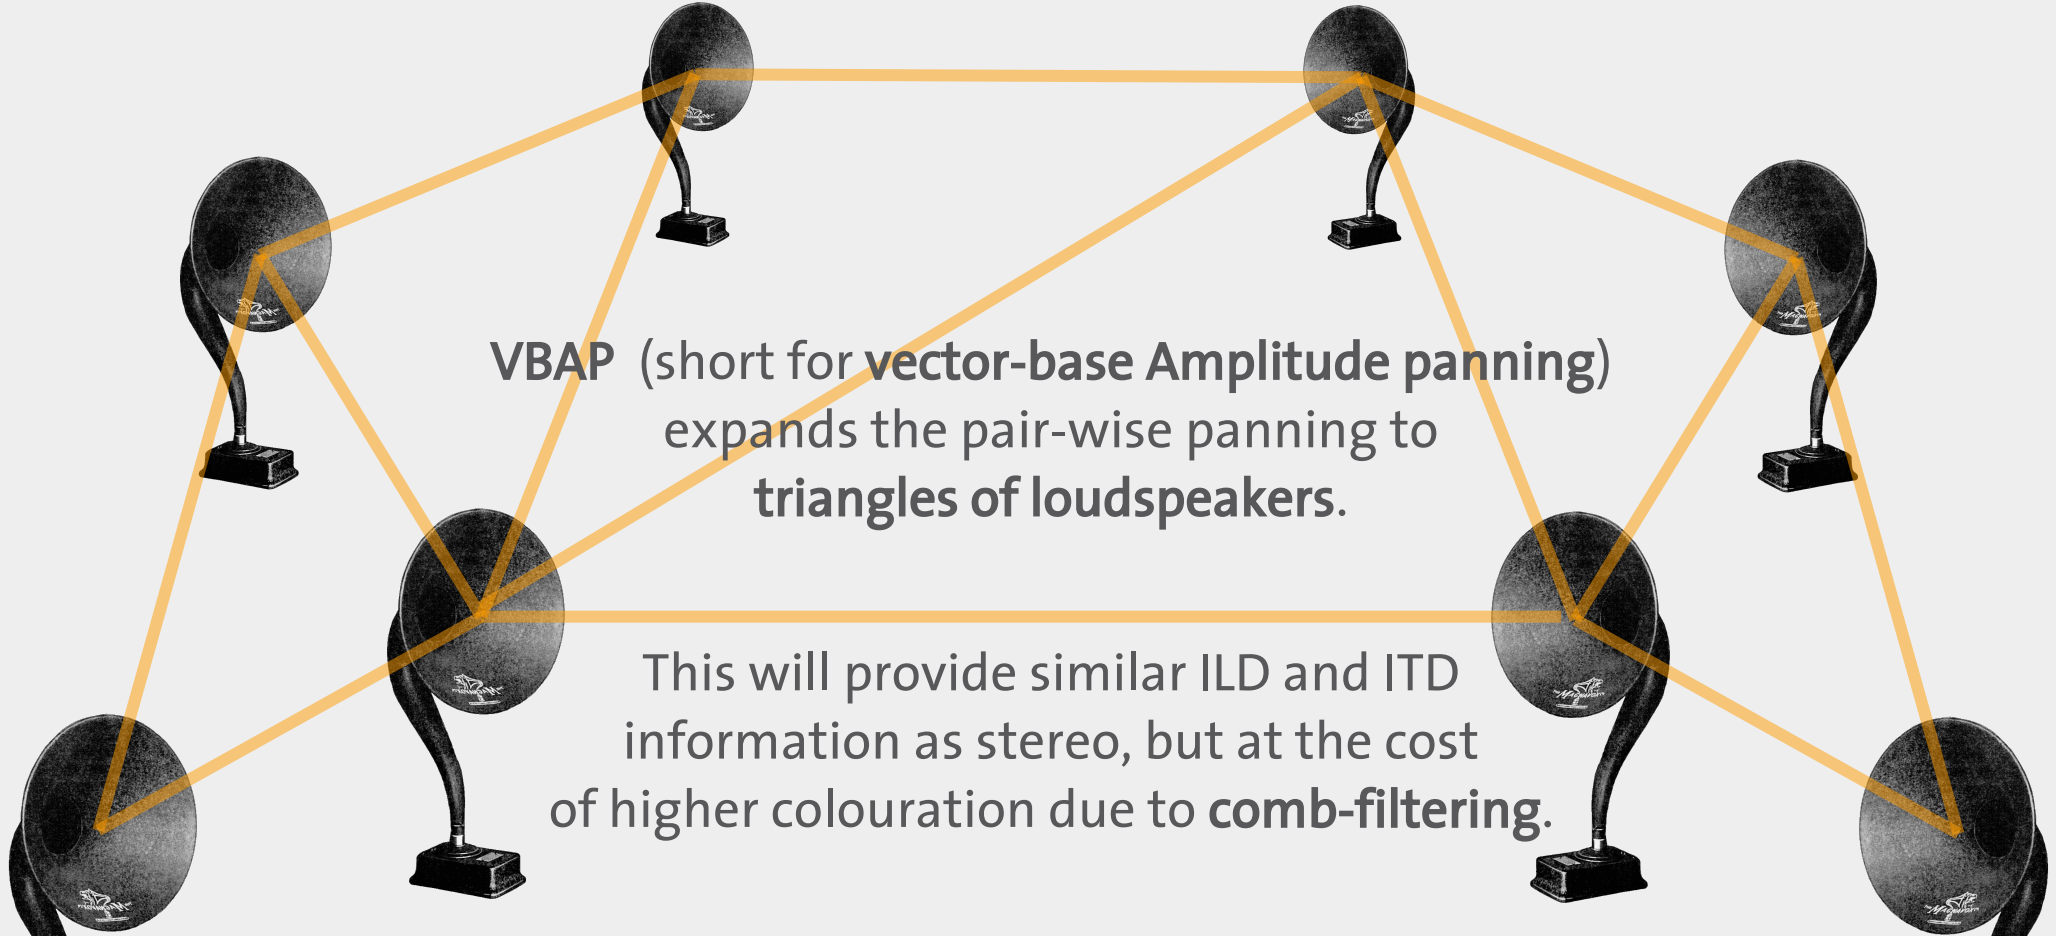 VBAP (short for vector-base Amplitude panning)
expands the pair-wise panning to
triangles of loudspeakers.
This will provide similar ILD and ITD
information as stereo, but at the cost
of higher colouration due to comb-filtering.